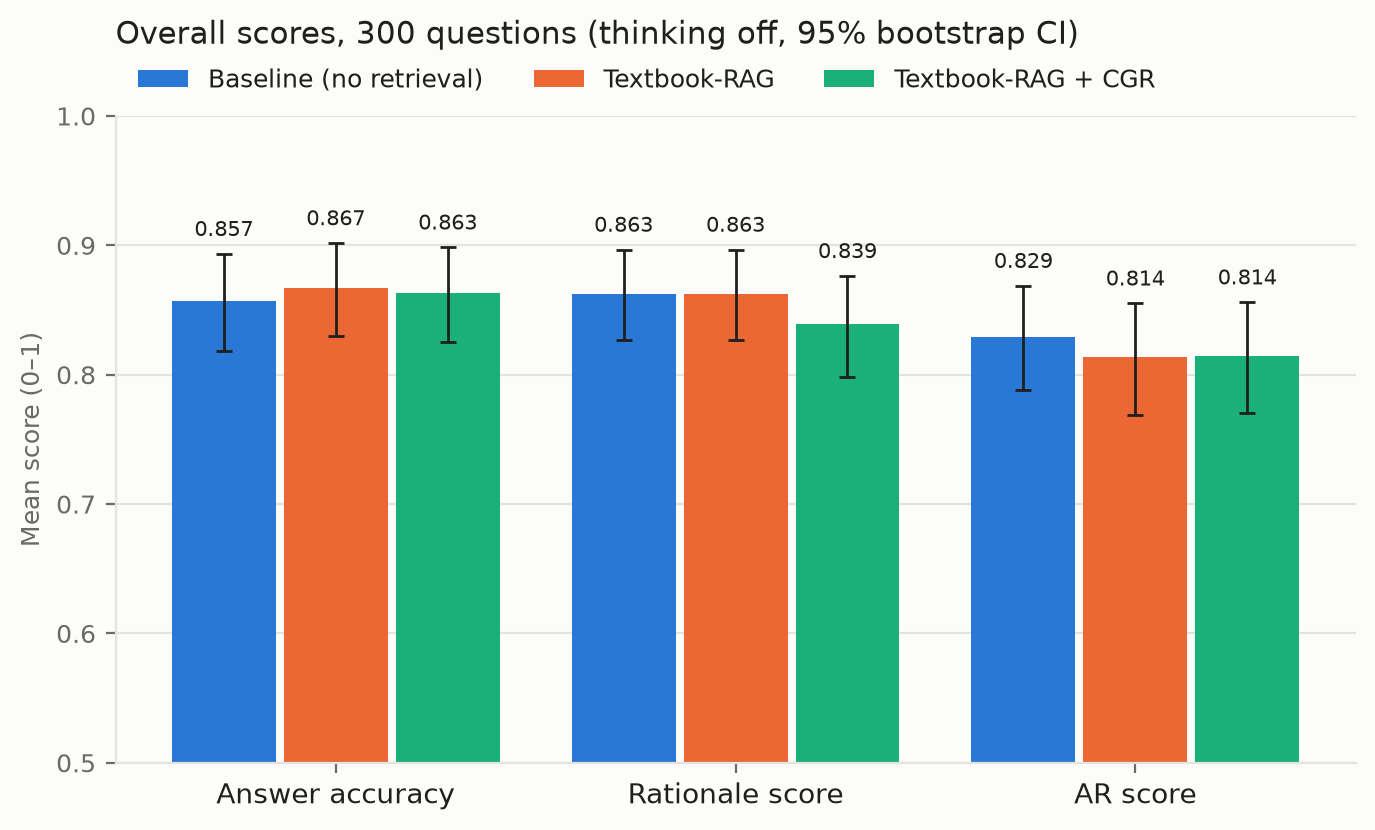 Overall scores, 300 questions (thinking off, 95% bootstrap CI)
Baseline (no retrieval) Textbook-RAG Textbook-RAG + CGR
Mean score (0–1)
1.0
0.9
0.8
0.7
0.6
0.5
0.857 0.867 0.863 0.863 0.863 0.839 0.829 0.814 0.814
Answer accuracy Rationale score AR score